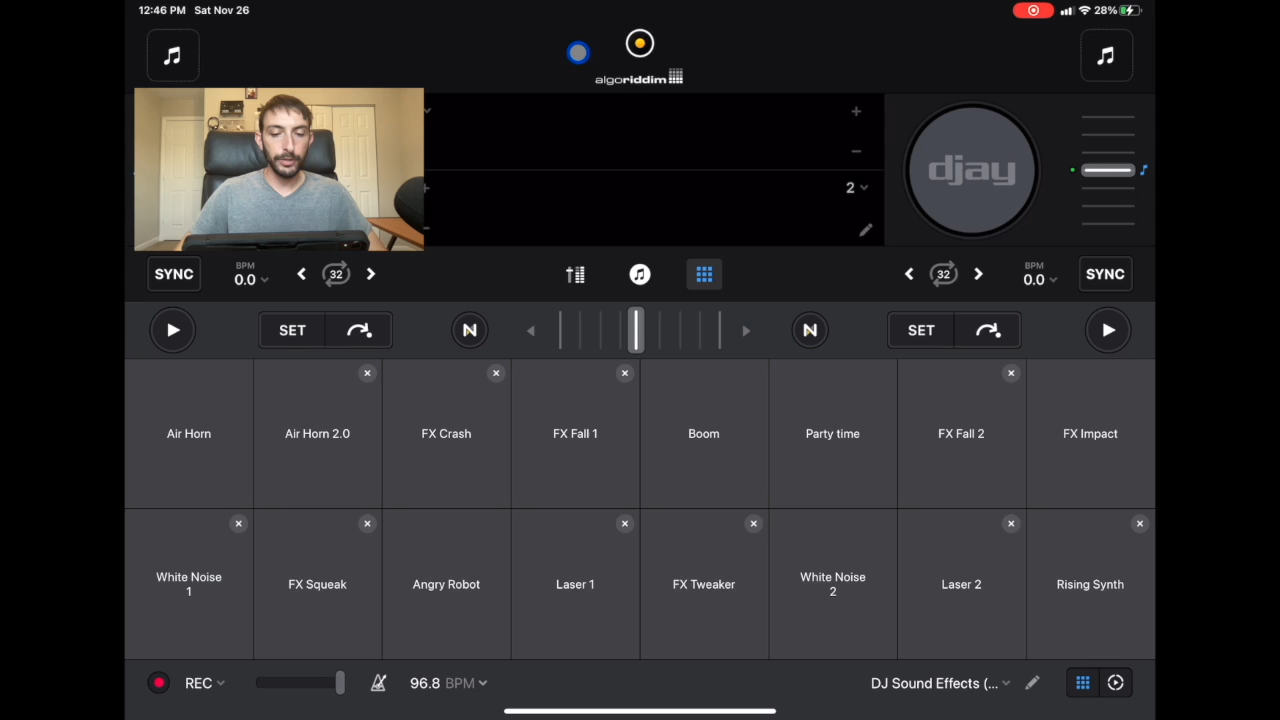 12:46 PM Sat Nov 26
28%
algoriddim
djay
2
SYNC
BPM
0.0
32
32
BPM
0.0
SYNC
SET
SET
Air Horn
Air Horn 2.0
FX Crash
FX Fall 1
Boom
Party time
FX Fall 2
FX Impact
White Noise
1
FX Squeak
Angry Robot
Laser 1
FX Tweaker
White Noise
2
Laser 2
Rising Synth
REC
96.8 BPM
DJ Sound Effects (...